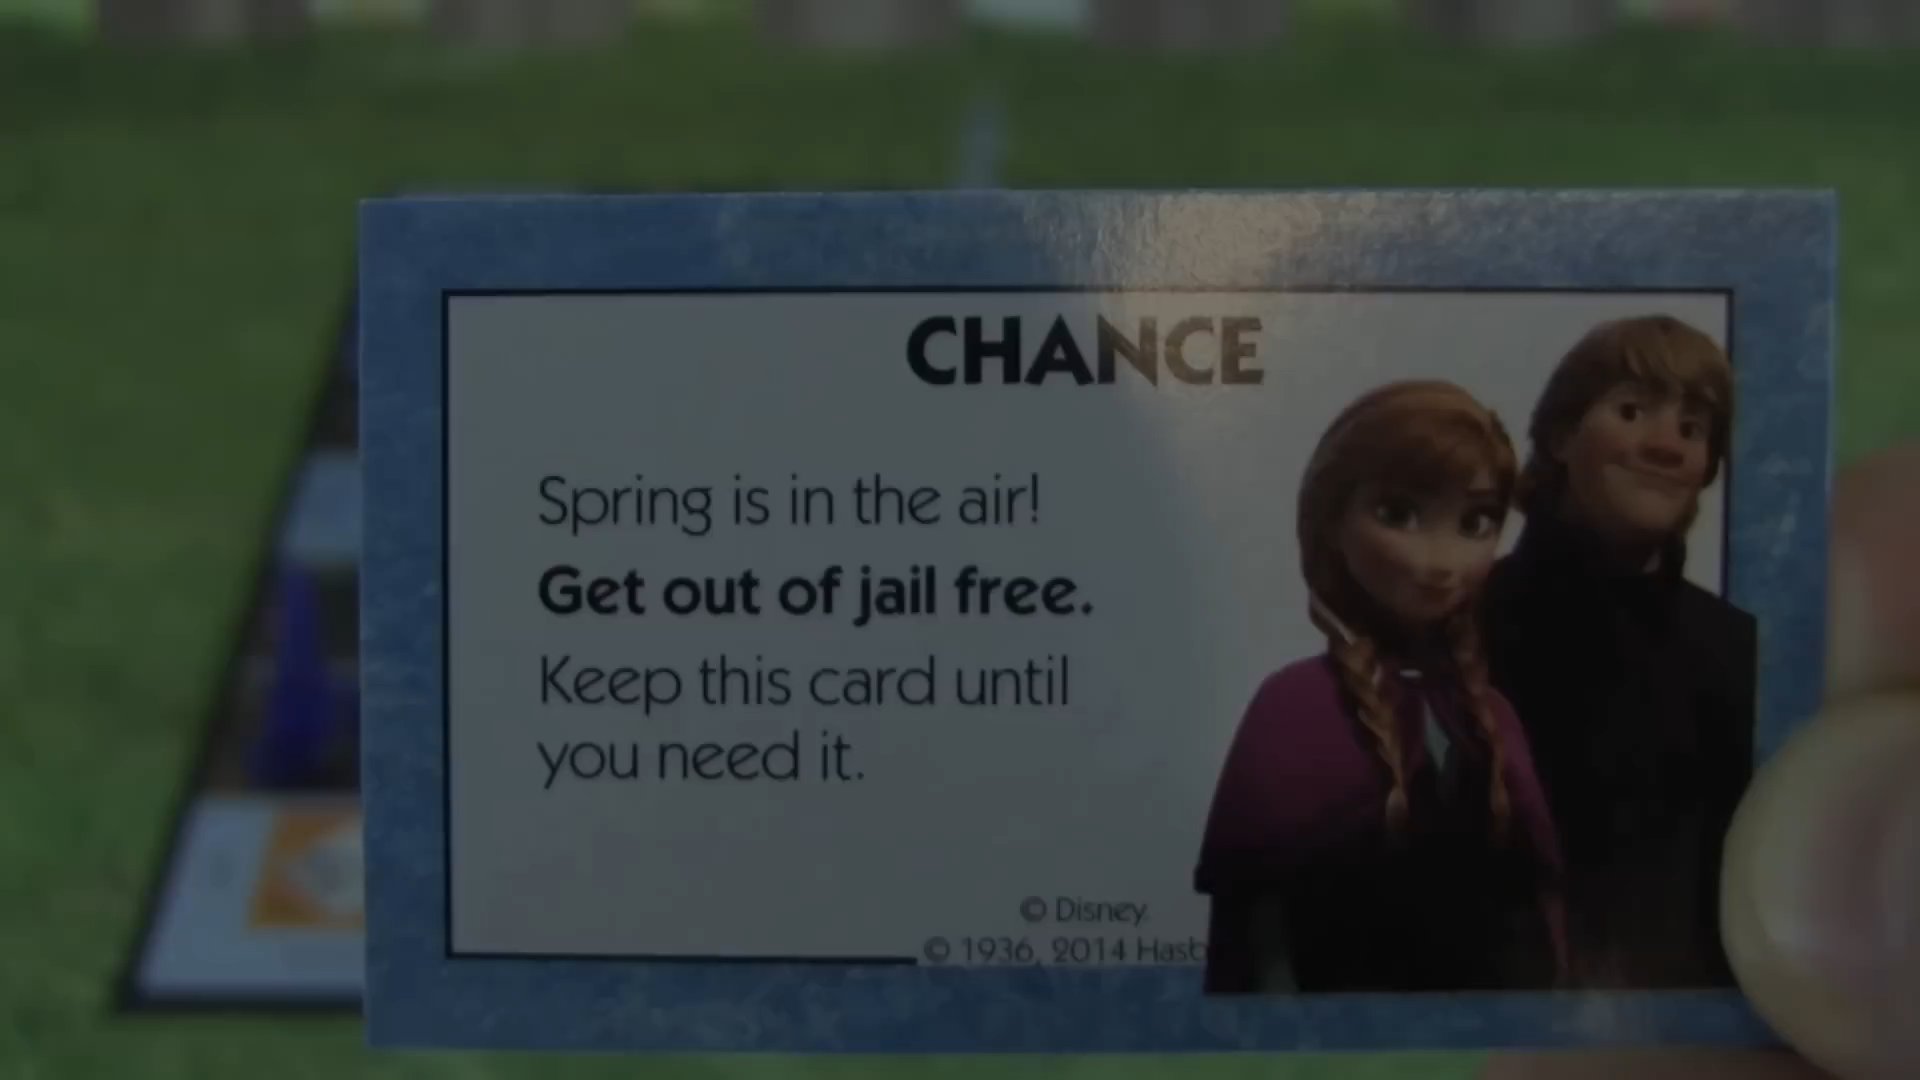 CHANCE
Spring is in the air!
Get out of jail free.
Keep this card until
you need it.
© Disney.
© 1936, 2014